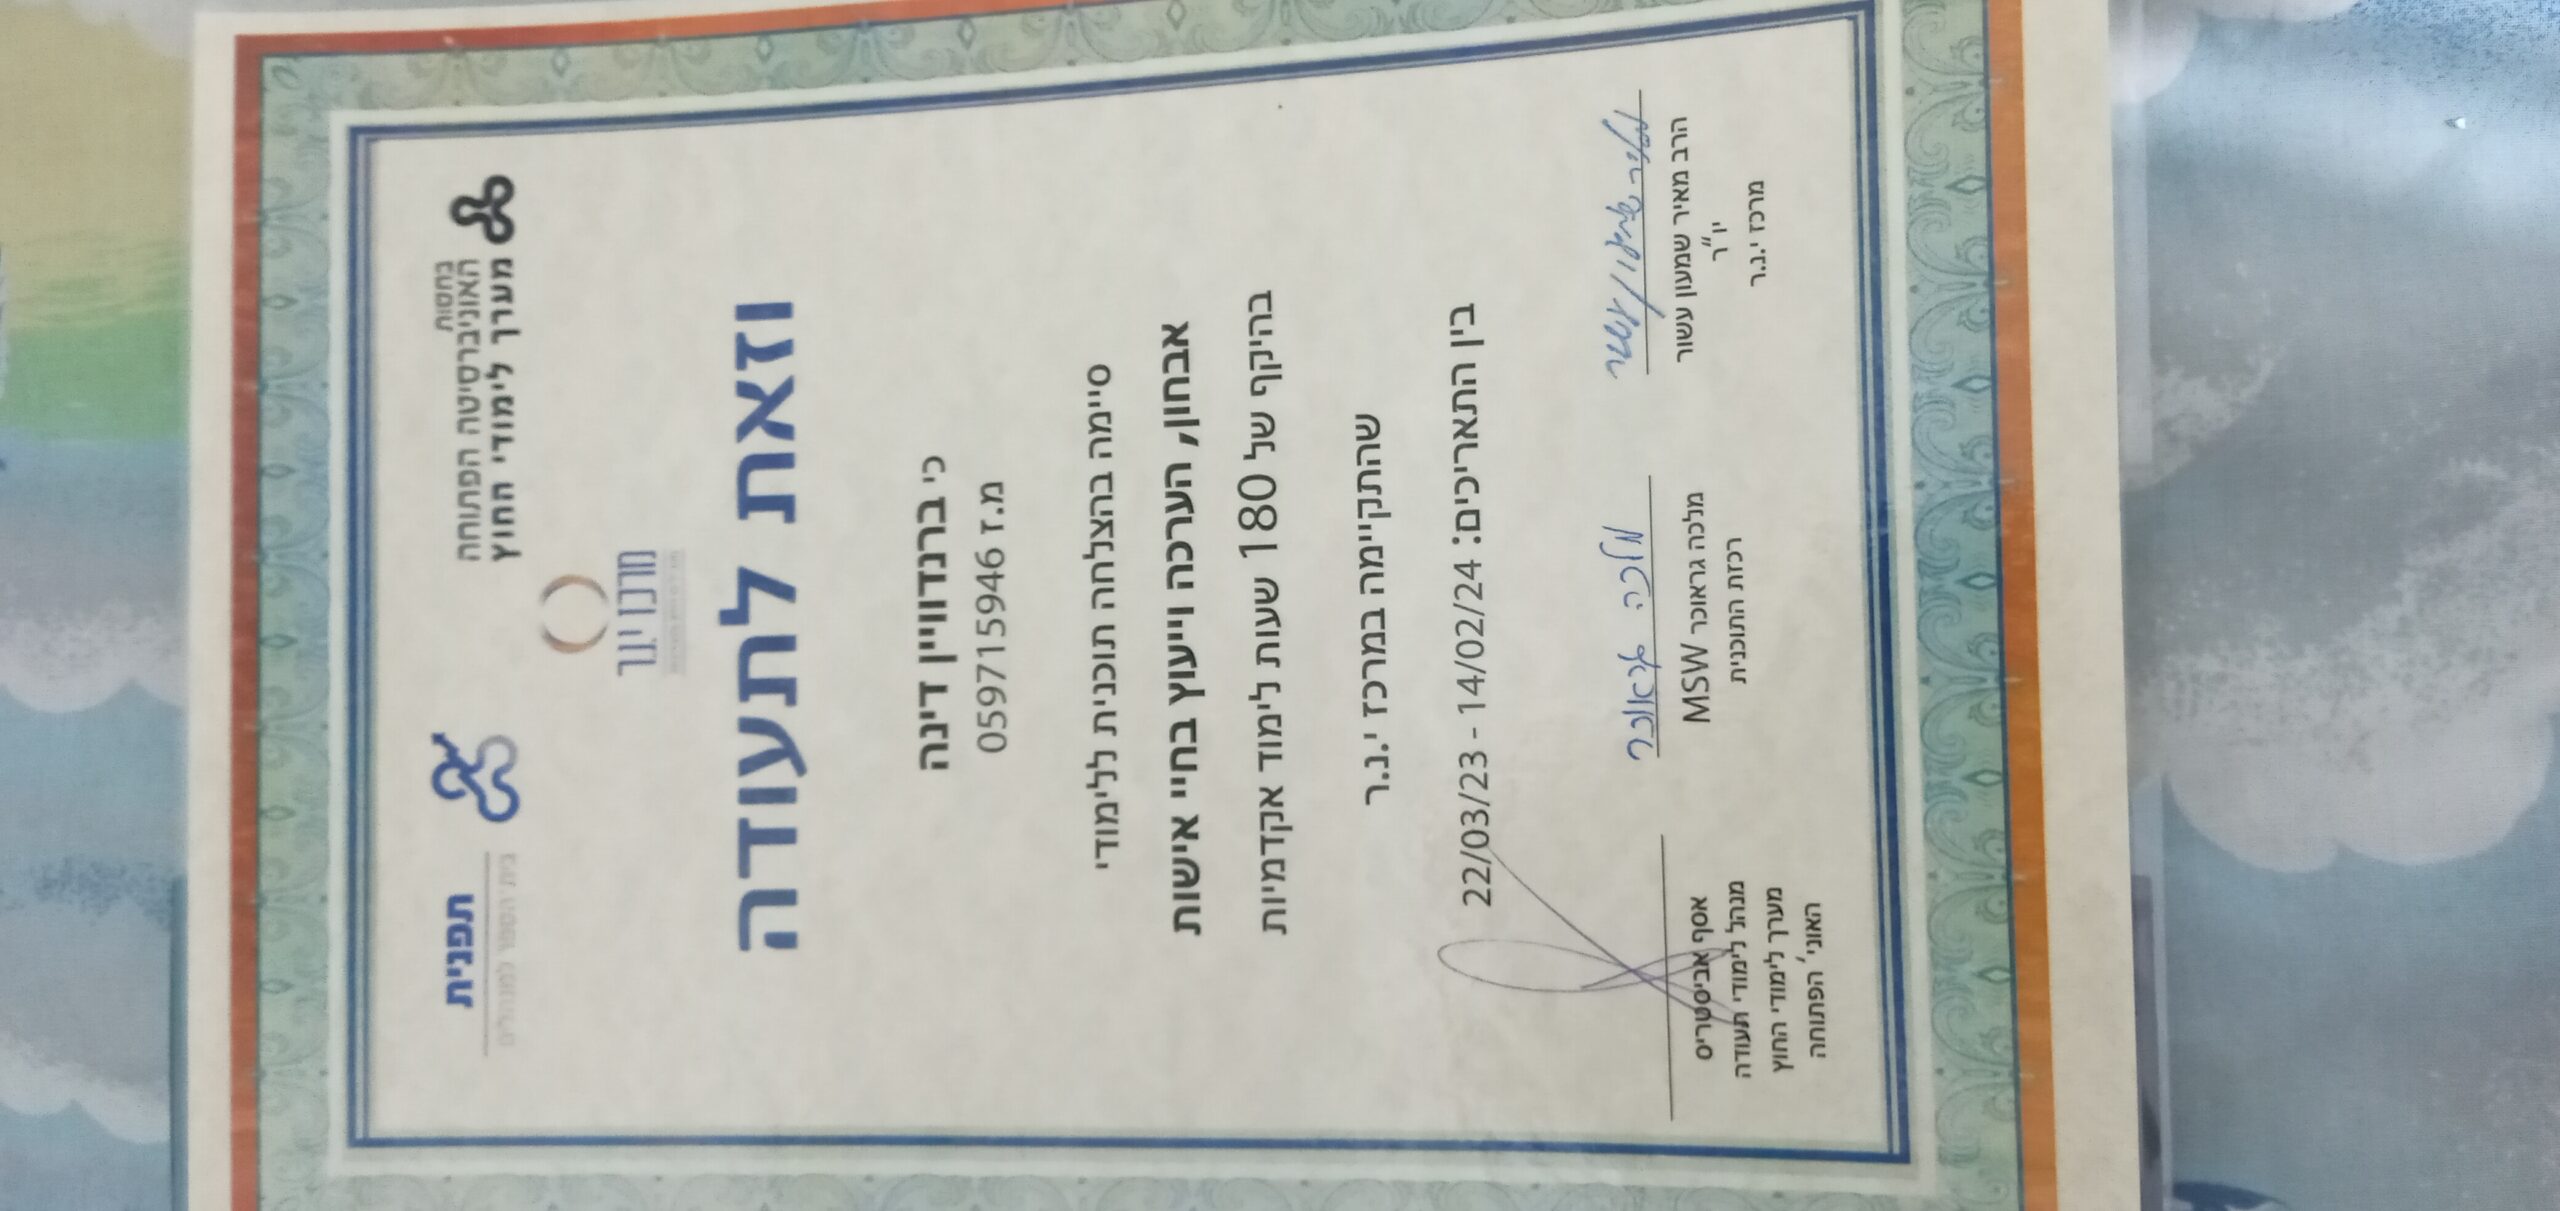 מערך לימודי החוץ
האוניברסיטה הפתוחה
תפנית
וזאת לתעודה
כי ברנדוויין דינה
מ.ז 059715946
סיימה בהצלחה תוכנית ללימודי
אבחון, הערכה וייעוץ בחיי אישות
בהיקף של 180 שעות לימוד אקדמיות
שהתקיימה במרכז י.נ.ר
בין התאריכים: 22/03/23 - 14/02/24
הרב מאיר שמעון עשור
יו"ר
מרכז י.נ.ר
מלכה גראוכר MSW
רכזת התוכנית
אסף אביסטריס
מנהל לימודי תעודה
מערך לימודי החוץ
האונ', הפתוחה